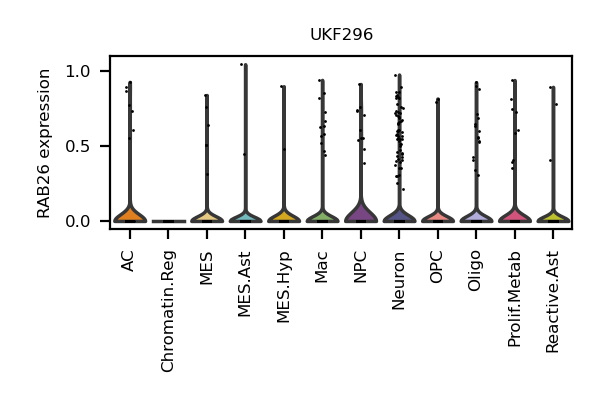 UKF296
RAB26 expression
1.0
0.5
0.0
AC
Chromatin.Reg
MES
MES.Ast
MES.Hyp
Mac
NPC
Neuron
OPC
Oligo
Prolif.Metab
Reactive.Ast